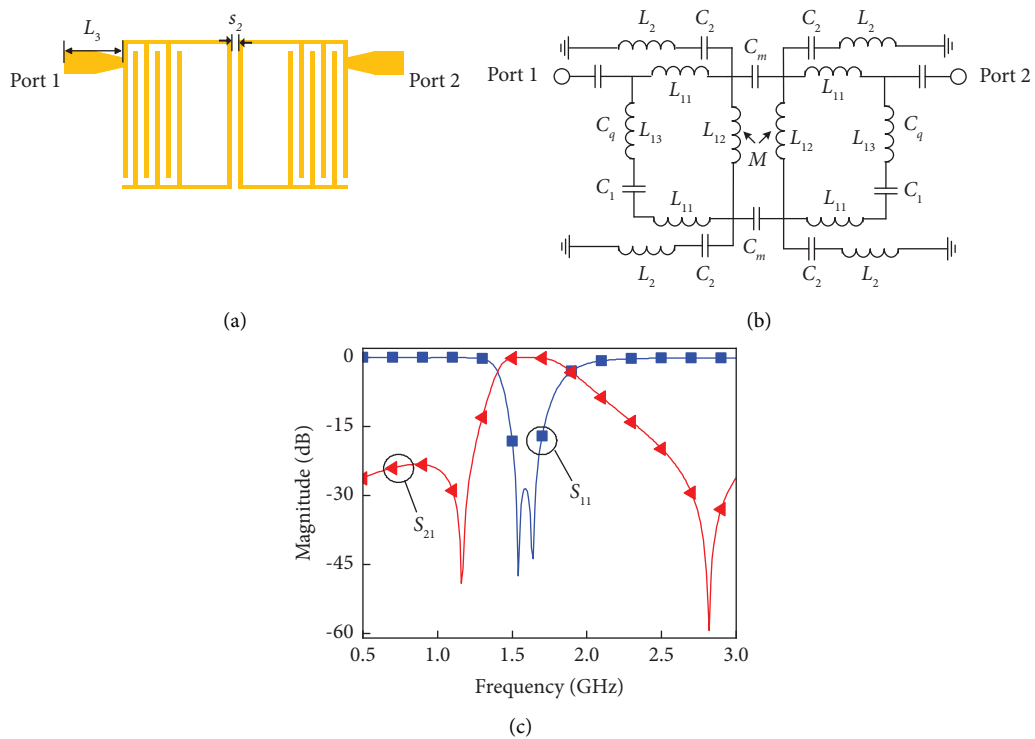 L3
s2
Port 1
Port 2
(a)
L2 C2 C2 L2
Cm
Port 1 Port 2
L11 L11
Cq L13 L12 M L12 L13 Cq
C1 C1
L11 L11
Cm
L2 C2 C2 L2
(b)
0
-15
-30
-45
-60
Magnitude (dB)
S21
S11
0.5 1.0 1.5 2.0 2.5 3.0
Frequency (GHz)
(c)